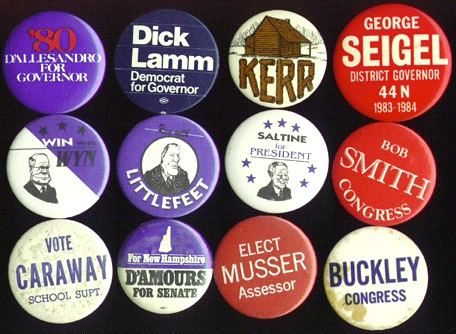 '80
D'ALLESANDRO
FOR
GOVERNOR
Dick
Lamm
Democrat
for Governor
KERR
GEORGE
SEIGEL
DISTRICT GOVERNOR
44 N
1983-1984
WIN with
WYN
LITTLEFEET
SALTINE
for
PRESIDENT
BOB
SMITH
CONGRESS
VOTE
CARAWAY
SCHOOL SUPT.
For New Hampshire
D'AMOURS
FOR SENATE
ELECT
MUSSER
Assessor
BUCKLEY
CONGRESS